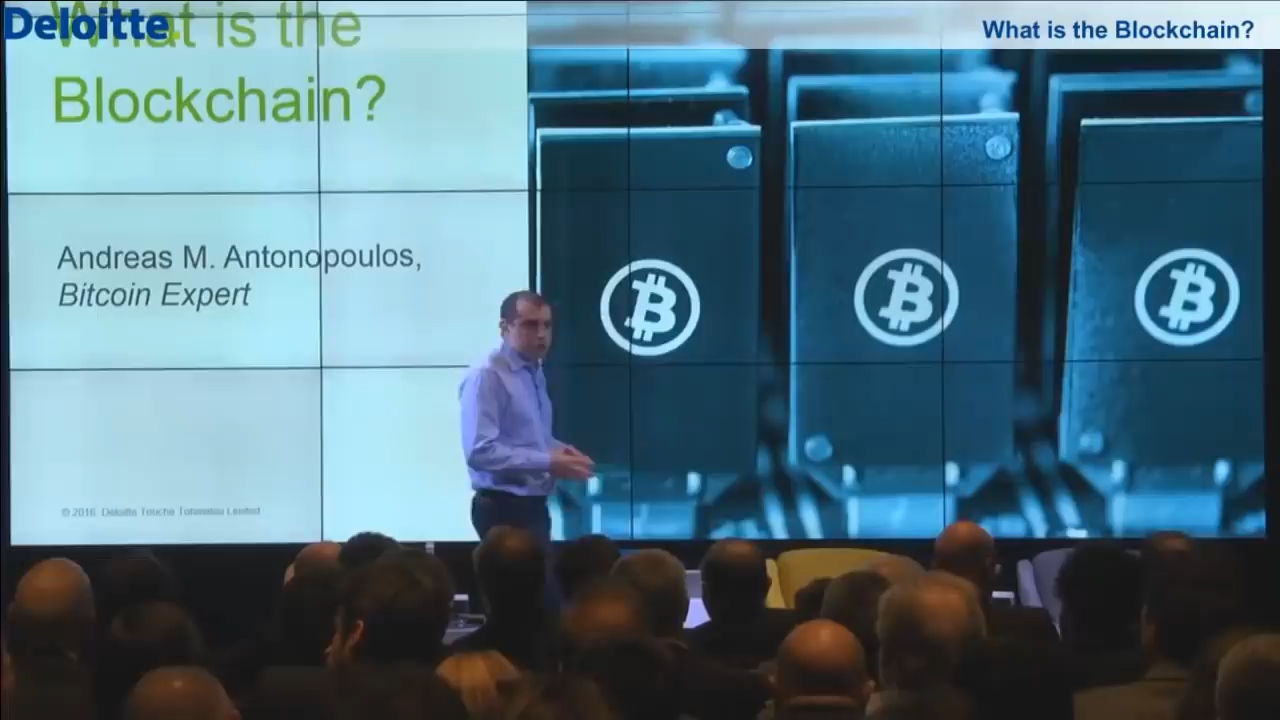 Deloitte.
What is the Blockchain?
What is the
Blockchain?
Andreas M. Antonopoulos,
Bitcoin Expert
© 2016 Deloitte Touche Tohmatsu Limited